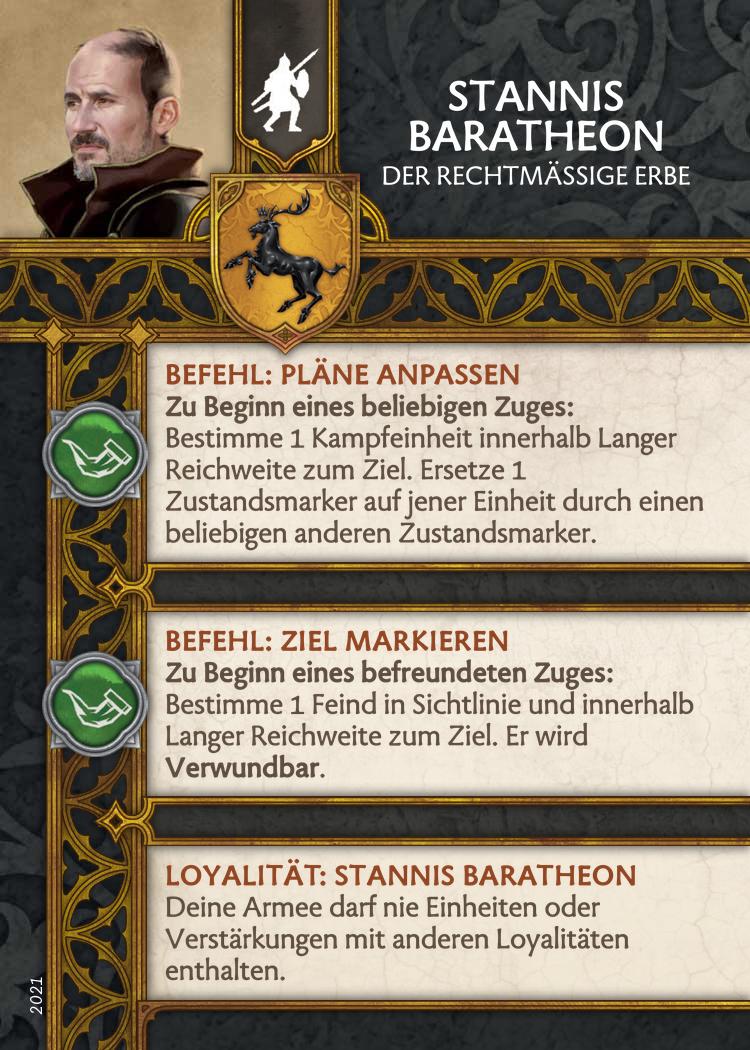 STANNIS
BARATHEON
DER RECHTMÄSSIGE ERBE
BEFEHL: PLÄNE ANPASSEN
Zu Beginn eines beliebigen Zuges:
Bestimme 1 Kampfeinheit innerhalb Langer
Reichweite zum Ziel. Ersetze 1
Zustandsmarker auf jener Einheit durch einen
beliebigen anderen Zustandsmarker.
BEFEHL: ZIEL MARKIEREN
Zu Beginn eines befreundeten Zuges:
Bestimme 1 Feind in Sichtlinie und innerhalb
Langer Reichweite zum Ziel. Er wird
Verwundbar.
LOYALITÄT: STANNIS BARATHEON
Deine Armee darf nie Einheiten oder
Verstärkungen mit anderen Loyalitäten
enthalten.
2021